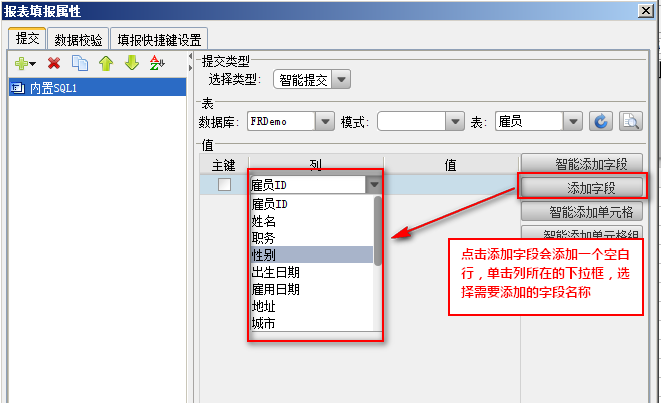 报表填报属性
提交 数据校验 填报快捷键设置
内置SQL1
提交类型
选择类型: 智能提交
表
数据库: FRDemo 模式: 表: 雇员
值
主键 列 值 智能添加字段
雇员ID 添加字段
雇员ID 智能添加单元格
姓名
职务 智能添加单元格组
性别
出生日期
雇用日期
地址
城市
点击添加字段会添加一个空白
行，单击列所在的下拉框，选
择需要添加的字段名称